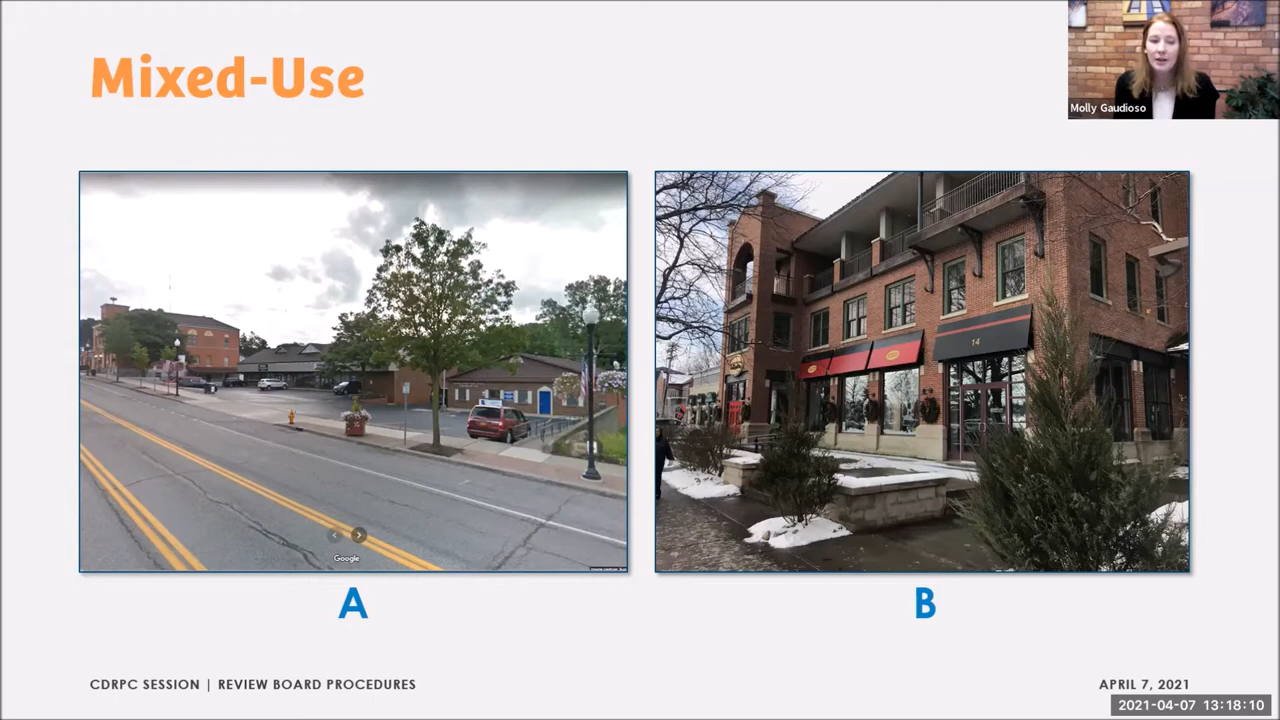 Mixed-Use
Molly Gaudioso
14
Google
A
B
CDRPC SESSION | REVIEW BOARD PROCEDURES
APRIL 7, 2021
2021-04-07 13:18:10